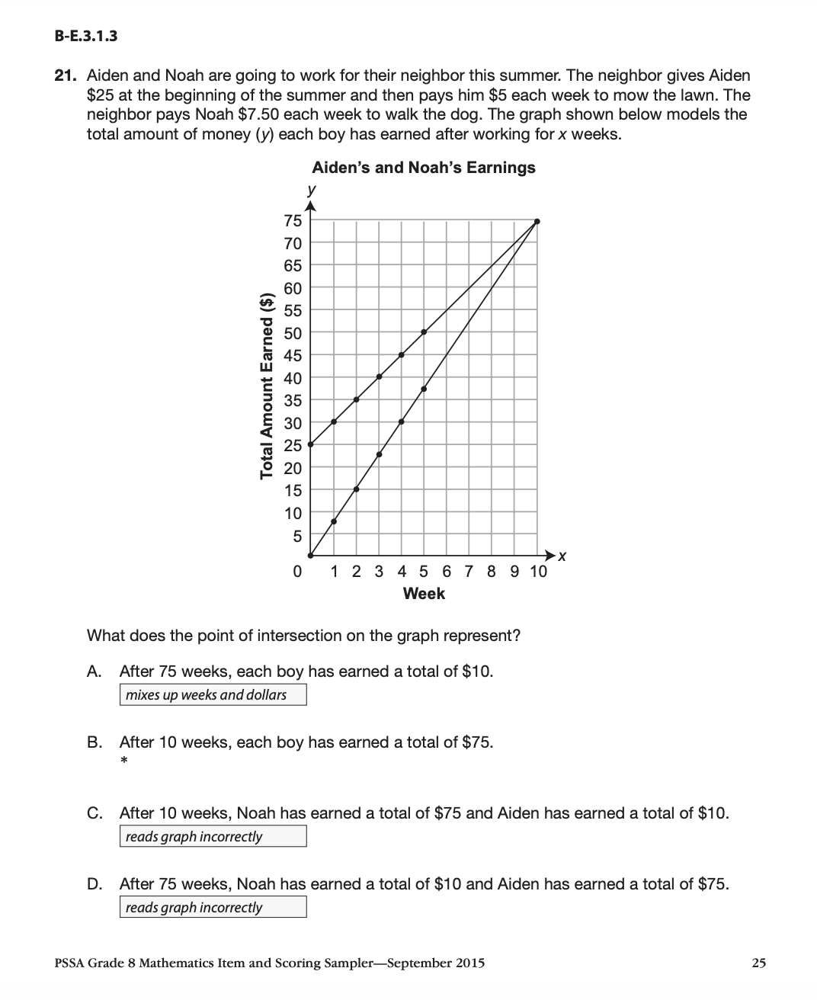 B-E.3.1.3
21. Aiden and Noah are going to work for their neighbor this summer. The neighbor gives Aiden
$25 at the beginning of the summer and then pays him $5 each week to mow the lawn. The
neighbor pays Noah $7.50 each week to walk the dog. The graph shown below models the
total amount of money (y) each boy has earned after working for x weeks.
Aiden’s and Noah’s Earnings
y
75
70
65
60
55
50
45
40
35
30
25
20
15
10
5
Total Amount Earned ($)
x
0 1 2 3 4 5 6 7 8 9 10
Week
What does the point of intersection on the graph represent?
A. After 75 weeks, each boy has earned a total of $10.
mixes up weeks and dollars
B. After 10 weeks, each boy has earned a total of $75.
*
C. After 10 weeks, Noah has earned a total of $75 and Aiden has earned a total of $10.
reads graph incorrectly
D. After 75 weeks, Noah has earned a total of $10 and Aiden has earned a total of $75.
reads graph incorrectly
PSSA Grade 8 Mathematics Item and Scoring Sampler—September 2015 25